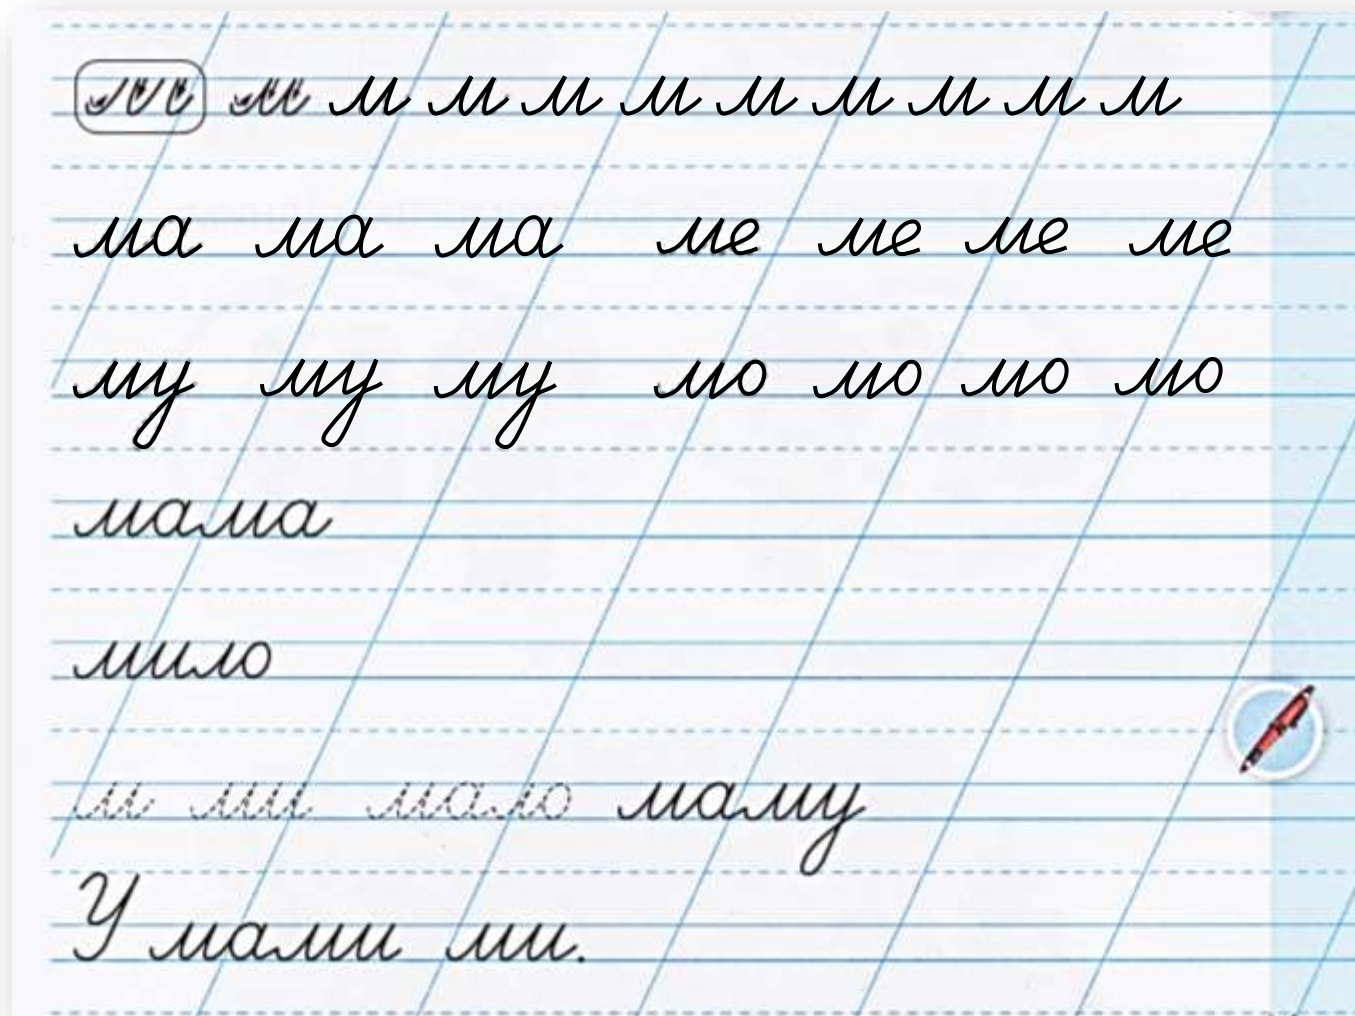 м м м м м м м м м м
ма ма ма ме ме ме ме
му му му мо мо мо мо
мама
мило
м ми мало маму
У мами ми.